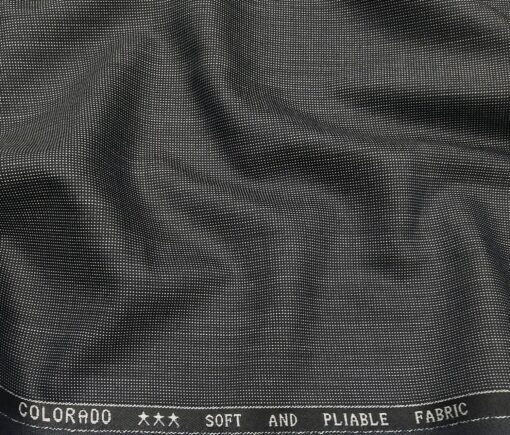 COLORADO ★★★ SOFT AND PLIABLE FABRIC